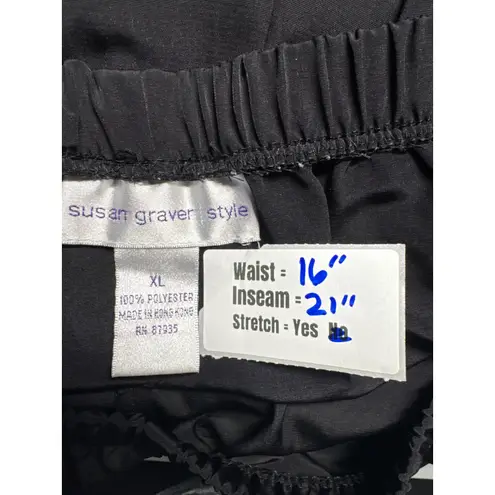 susan graver style
XL
100% POLYESTER
MADE IN HONG KONG
RN 87935
Waist = 16"
Inseam = 21"
Stretch = Yes No